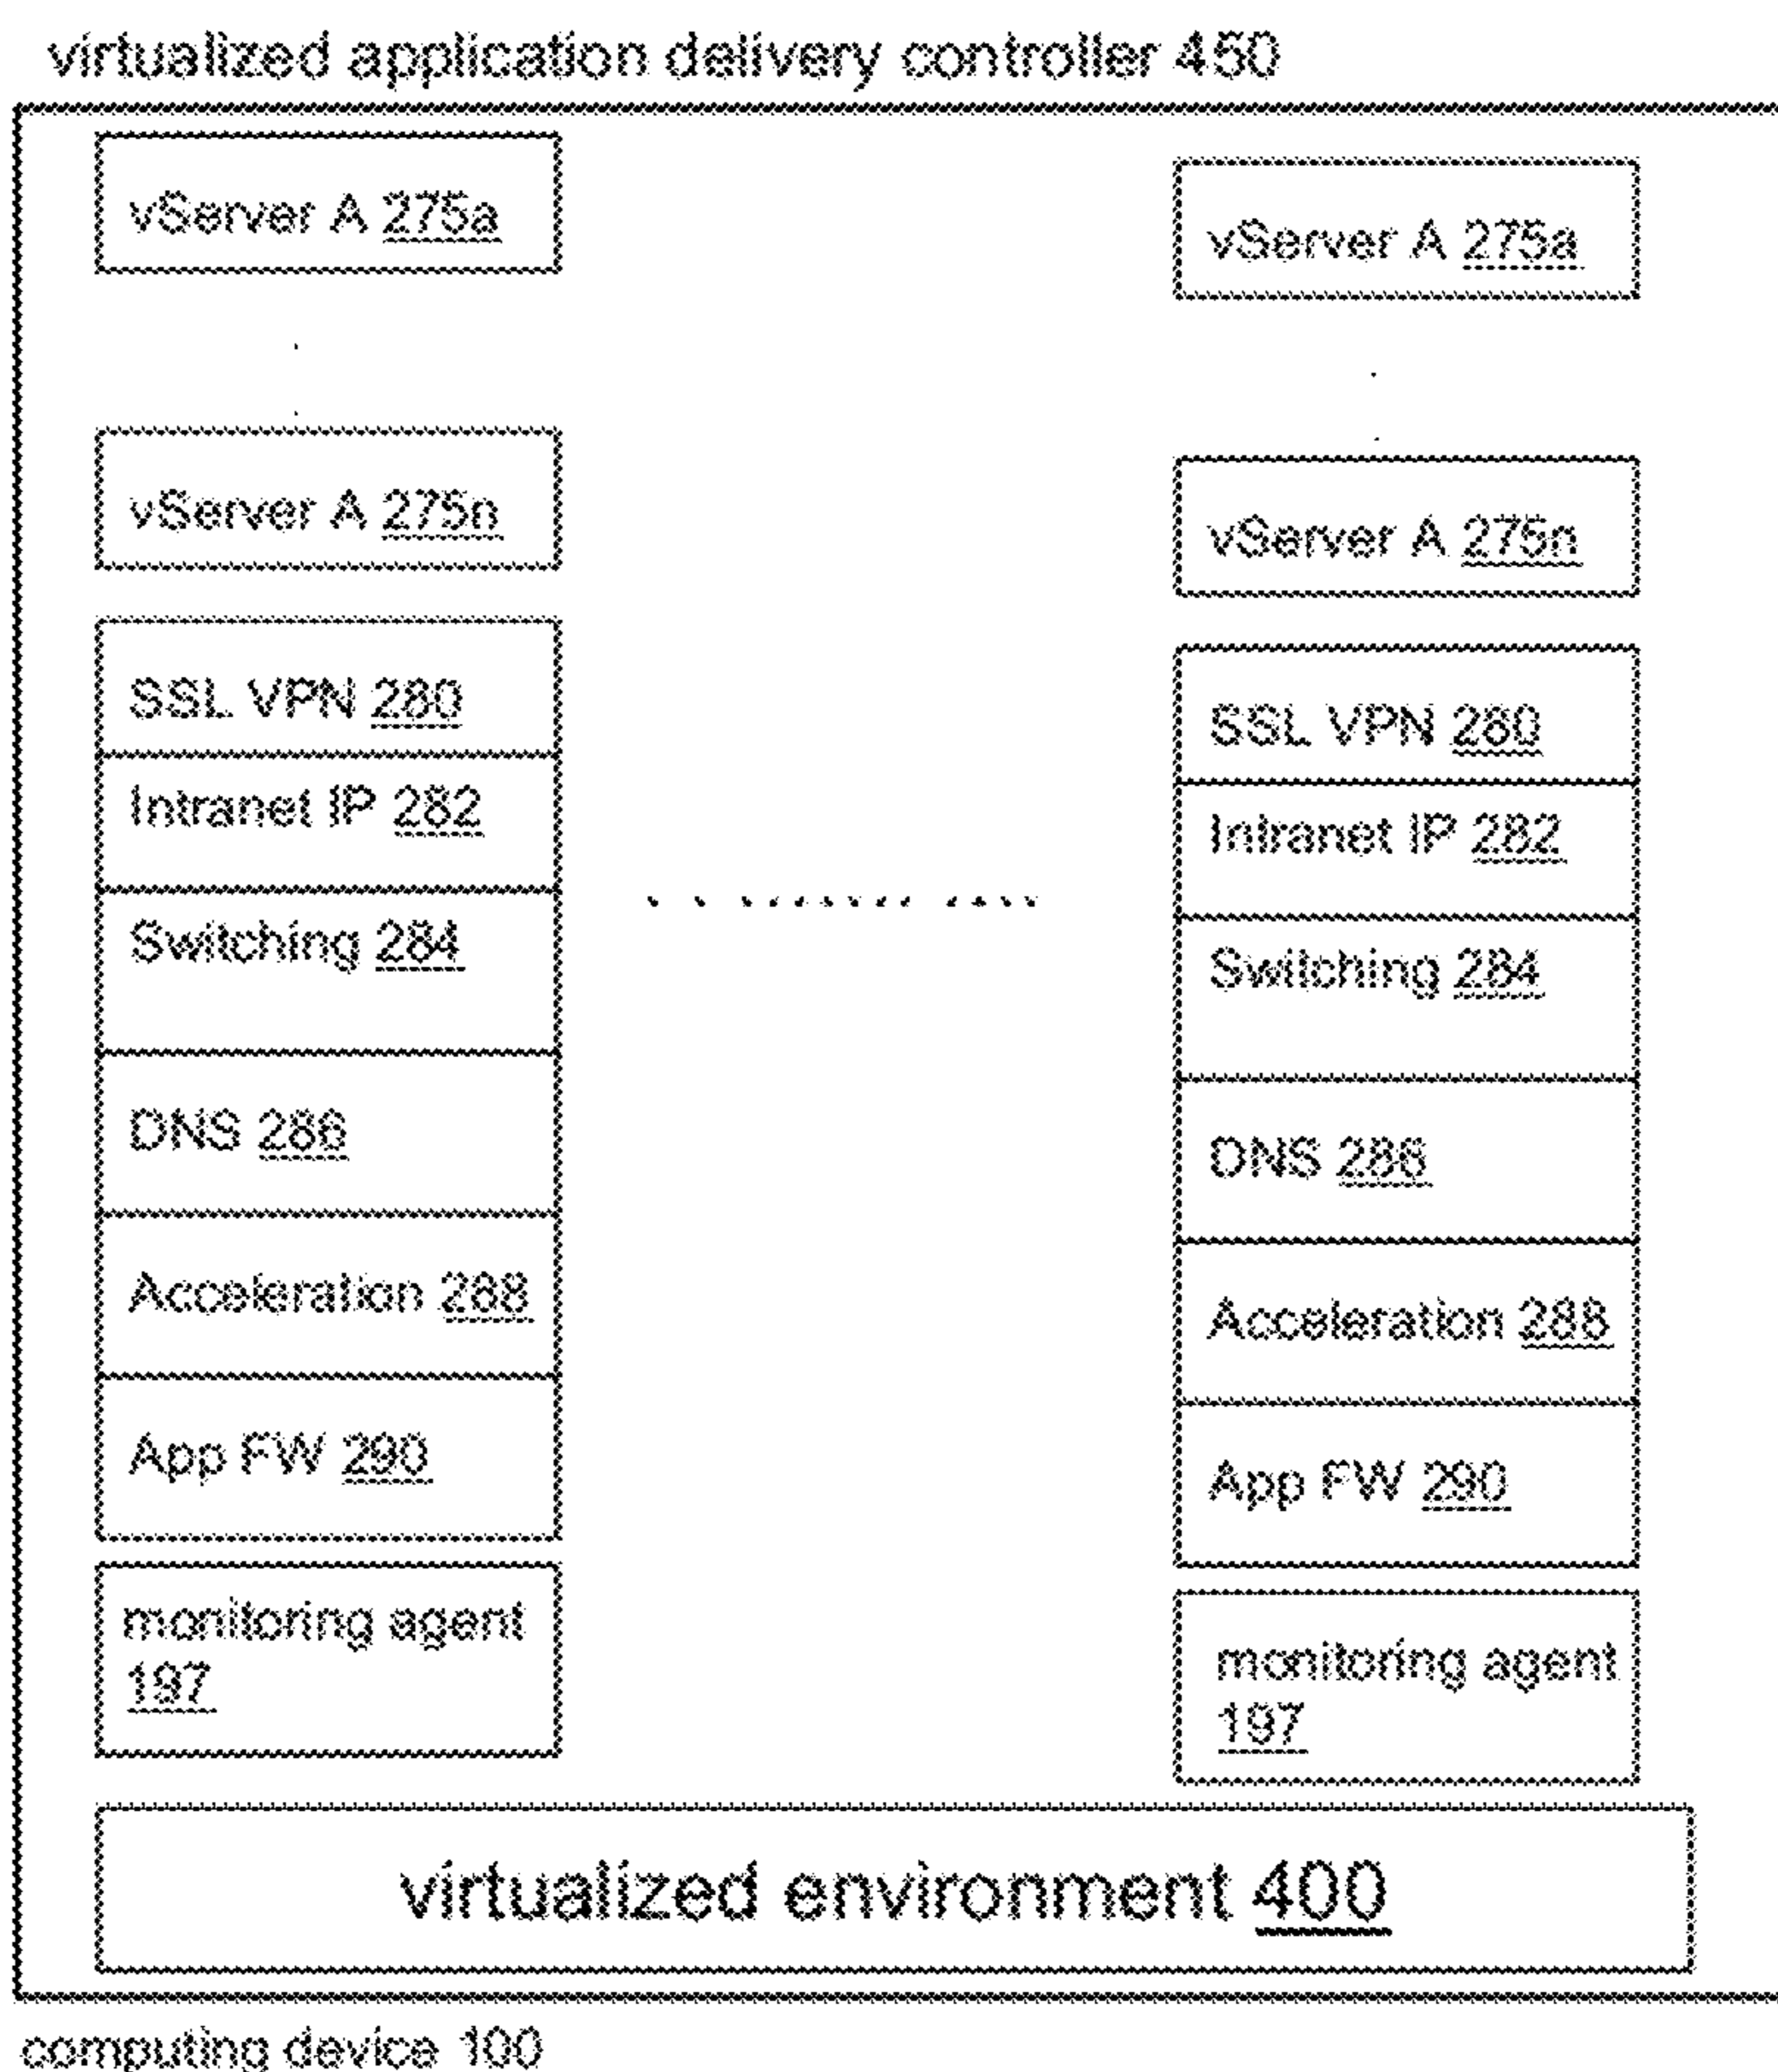 virtualized application delivery controller 450
vServer A 275a
vServer A 275n
SSL VPN 280
Intranet IP 282
Switching 284
DNS 286
Acceleration 288
App FW 290
monitoring agent
197
vServer A 275a
vServer A 275n
SSL VPN 280
Intranet IP 282
Switching 284
DNS 286
Acceleration 288
App FW 290
monitoring agent
197
virtualized environment 400
computing device 100